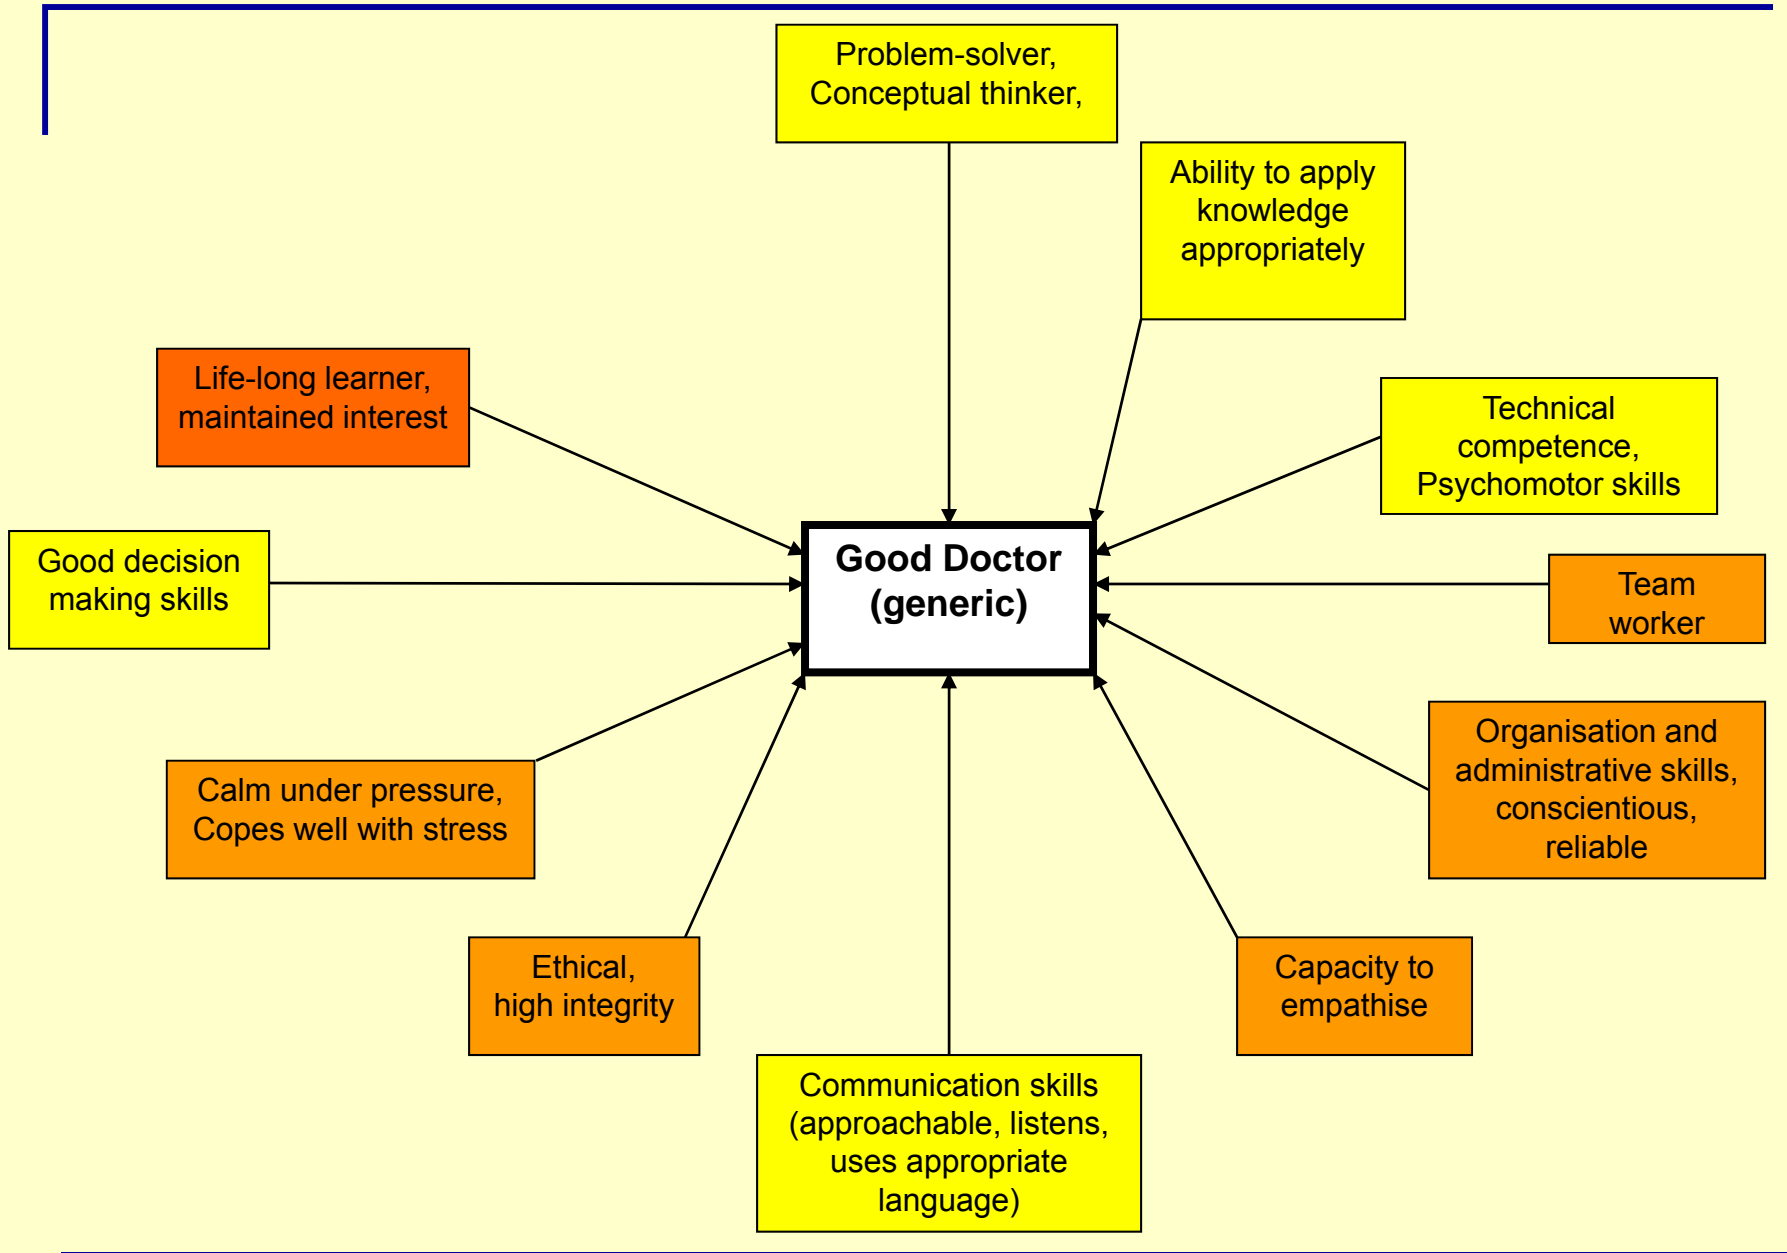 Problem-solver,
Conceptual thinker,
Ability to apply
knowledge
appropriately
Life-long learner,
maintained interest
Technical
competence,
Psychomotor skills
Good decision
making skills
Good Doctor
(generic)
Team
worker
Organisation and
administrative skills,
conscientious,
reliable
Calm under pressure,
Copes well with stress
Ethical,
high integrity
Capacity to
empathise
Communication skills
(approachable, listens,
uses appropriate
language)